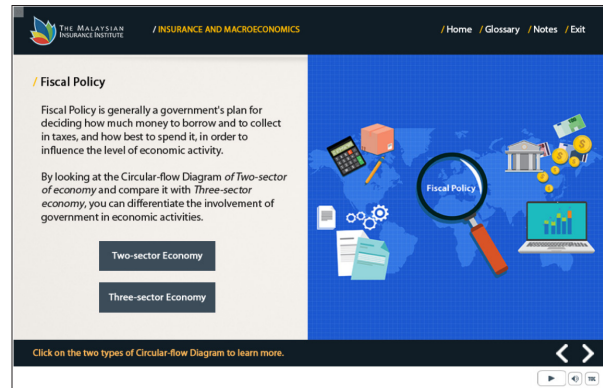 THE MALAYSIAN
INSURANCE INSTITUTE
/ INSURANCE AND MACROECONOMICS
/ Home / Glossary / Notes / Exit
/ Fiscal Policy
Fiscal Policy is generally a government's plan for
deciding how much money to borrow and to collect
in taxes, and how best to spend it, in order to
influence the level of economic activity.
By looking at the Circular-flow Diagram of Two-sector
of economy and compare it with Three-sector
economy, you can differentiate the involvement of
government in economic activities.
Two-sector Economy
Three-sector Economy
Fiscal Policy
Click on the two types of Circular-flow Diagram to learn more.